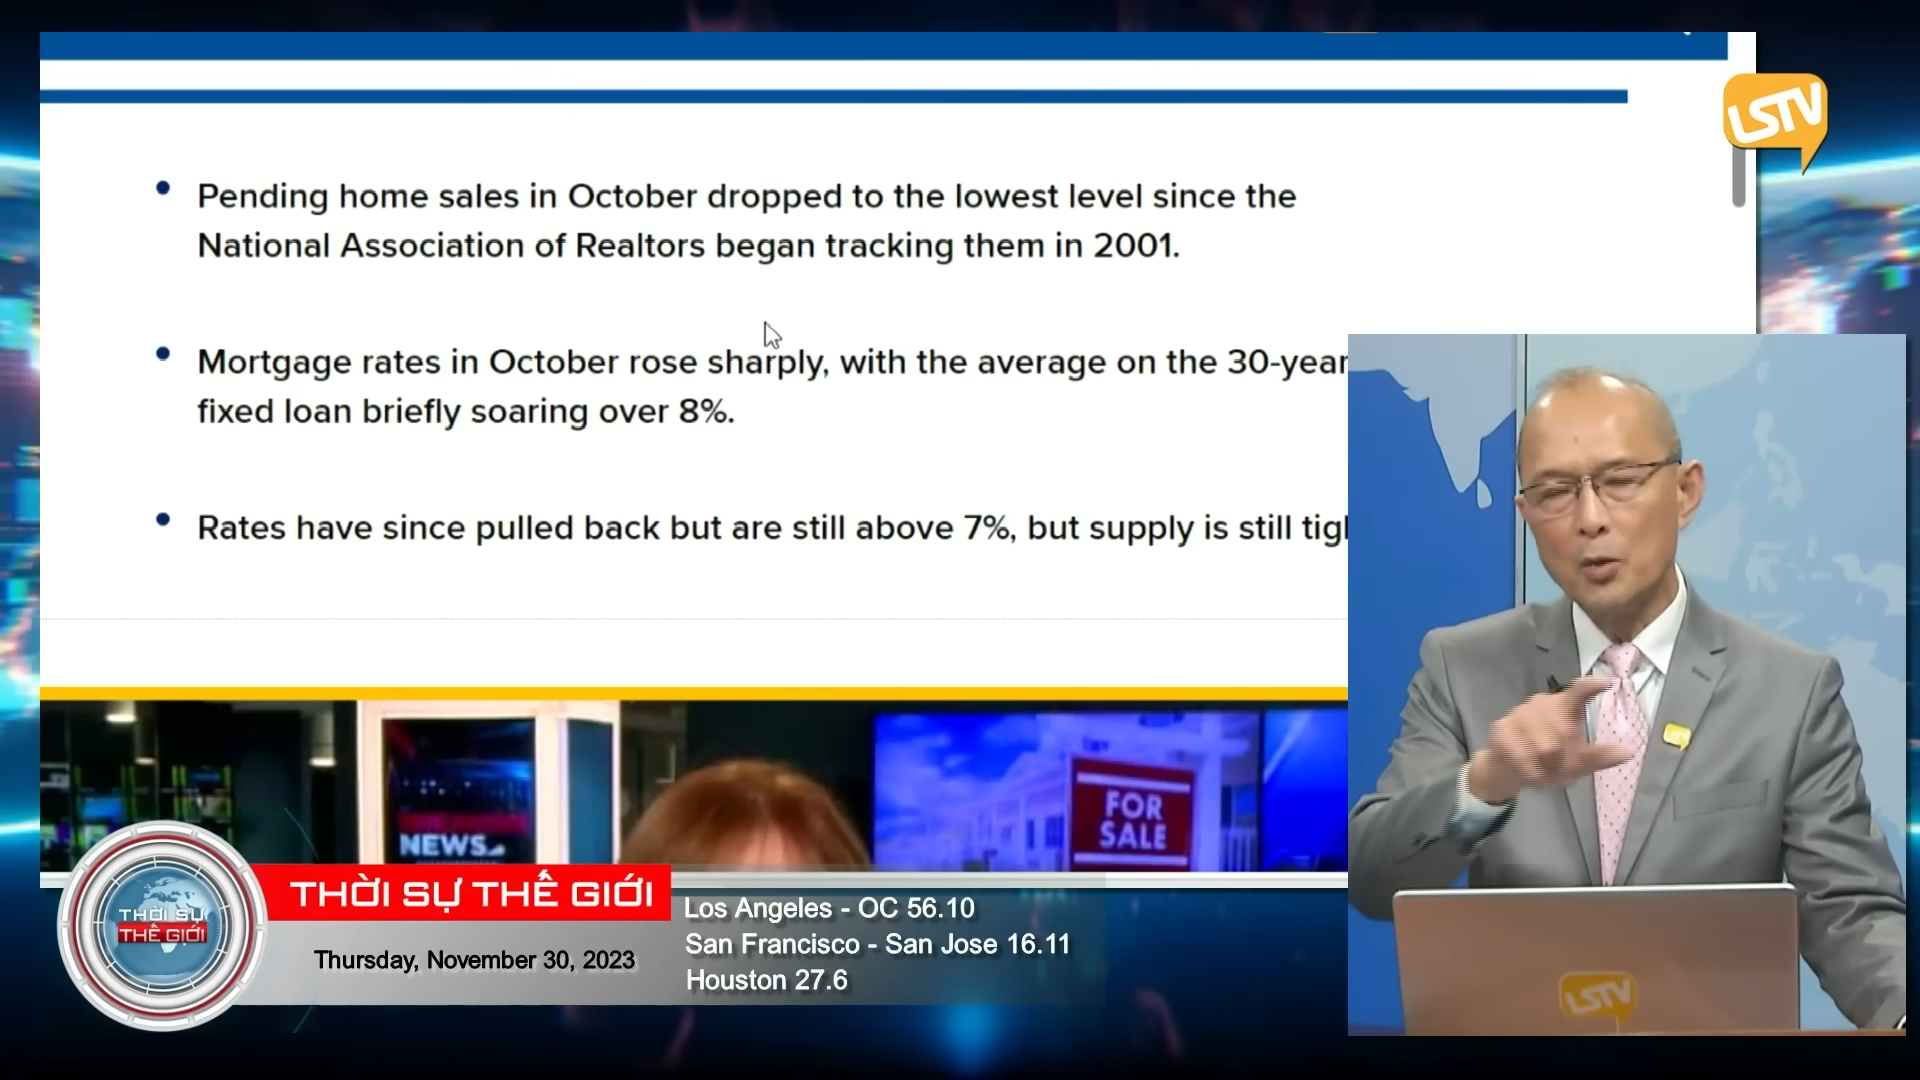 LSTV
Pending home sales in October dropped to the lowest level since the
National Association of Realtors began tracking them in 2001.
Mortgage rates in October rose sharply, with the average on the 30-year
fixed loan briefly soaring over 8%.
Rates have since pulled back but are still above 7%, but supply is still
NEWS
FOR
SALE
THỜI SỰ
THẾ GIỚI
THỜI SỰ THẾ GIỚI
Thursday, November 30, 2023
Los Angeles - OC 56.10
San Francisco - San Jose 16.11
Houston 27.6
LSTV